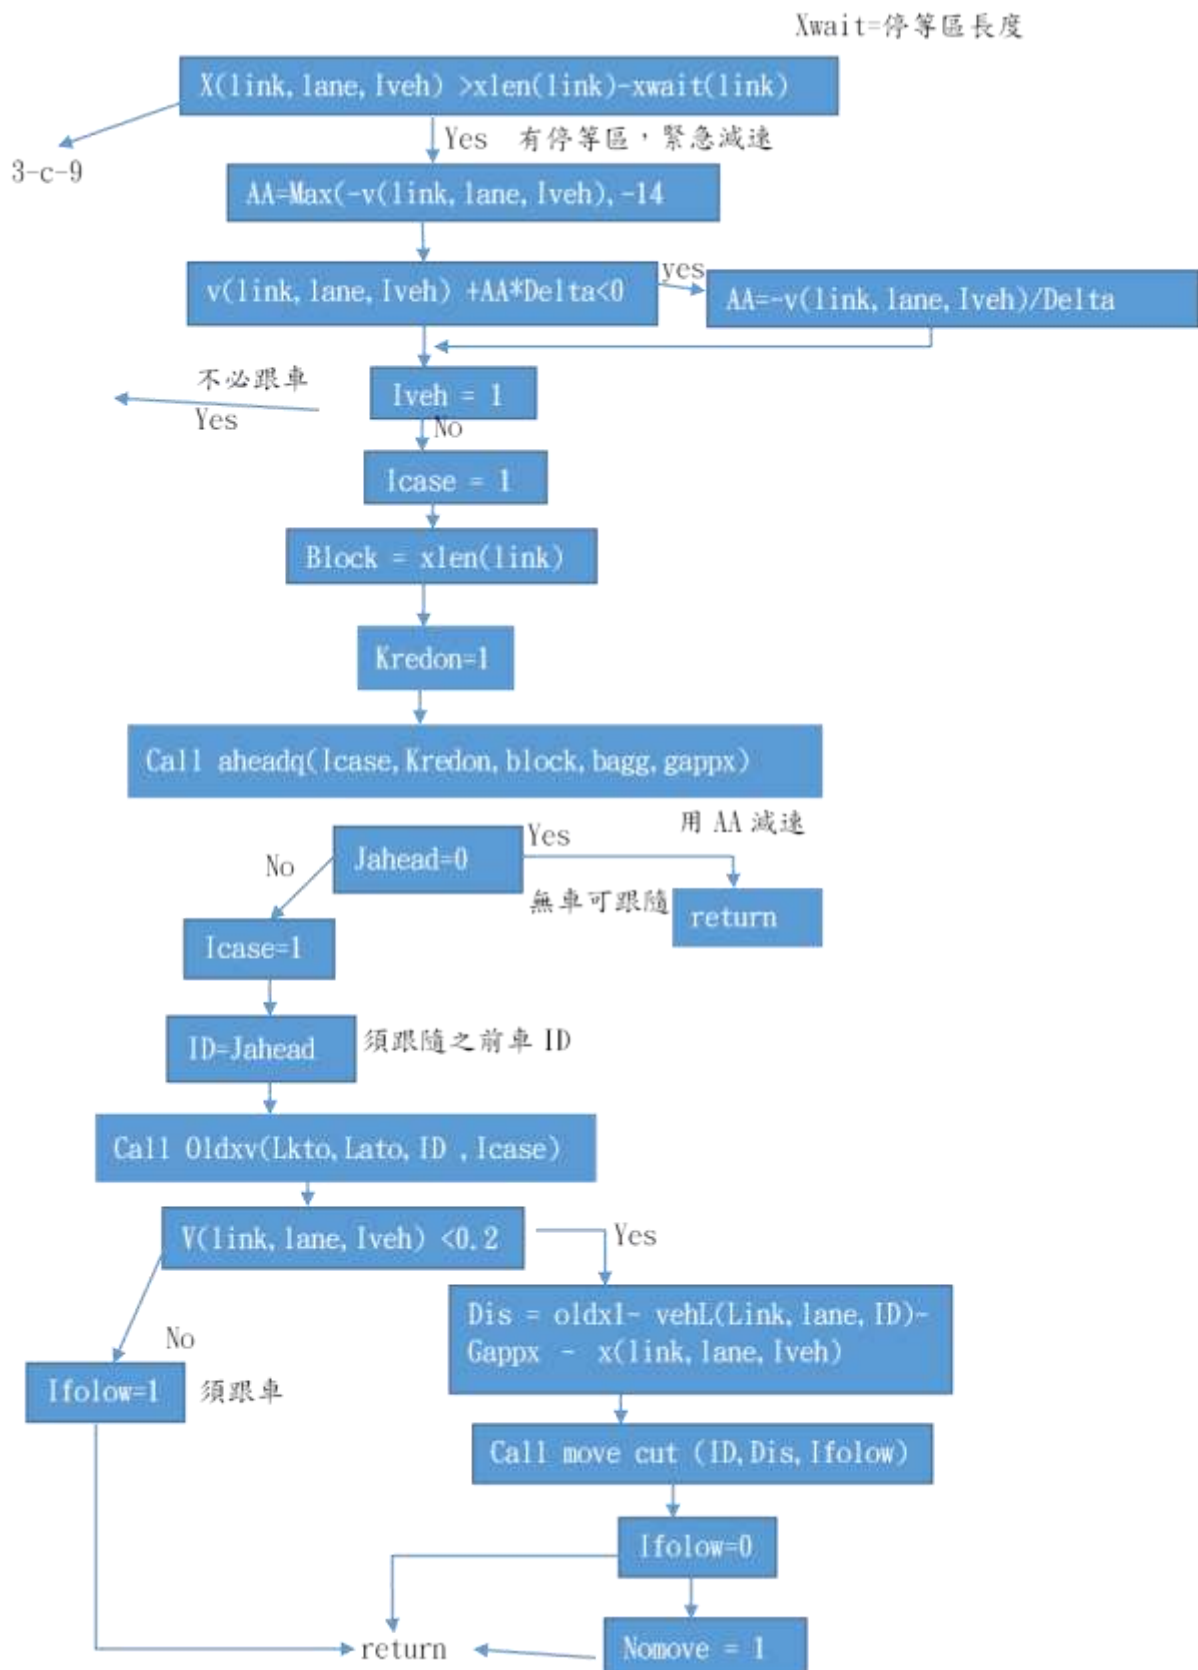 Xwait=停等區長度
X(link,lane,Iveh) >xlen(link)-xwait(link)
3-c-9
Yes 有停等區，緊急減速
AA=Max(-v(link,lane,Iveh),-14
v(link,lane,Iveh) +AA*Delta<0
yes
AA=-v(link,lane,Iveh)/Delta
不必跟車
Yes
Iveh = 1
No
Icase = 1
Block = xlen(link)
Kredon=1
Call aheadq(Icase,Kredon,block,bagg,gappx)
用 AA 減速
Jahead=0
Yes
No
無車可跟隨
return
Icase=1
ID=Jahead
須跟隨之前車 ID
Call Oldxv(Lkto,Lato,ID ,Icase)
V(link,lane,Iveh) <0.2
Yes
Dis = oldxI- vehL(Link,lane,ID)-
Gappx - x(link,lane,Iveh)
No
Ifolow=1
須跟車
Call move cut (ID,Dis,Ifolow)
Ifolow=0
Nomove = 1
return